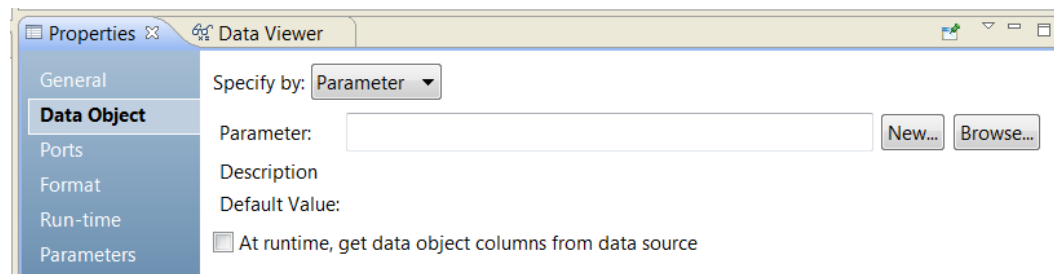 Properties Data Viewer
General
Data Object
Ports
Format
Run-time
Parameters
Specify by: Parameter
Parameter: New... Browse...
Description
Default Value:
At runtime, get data object columns from data source